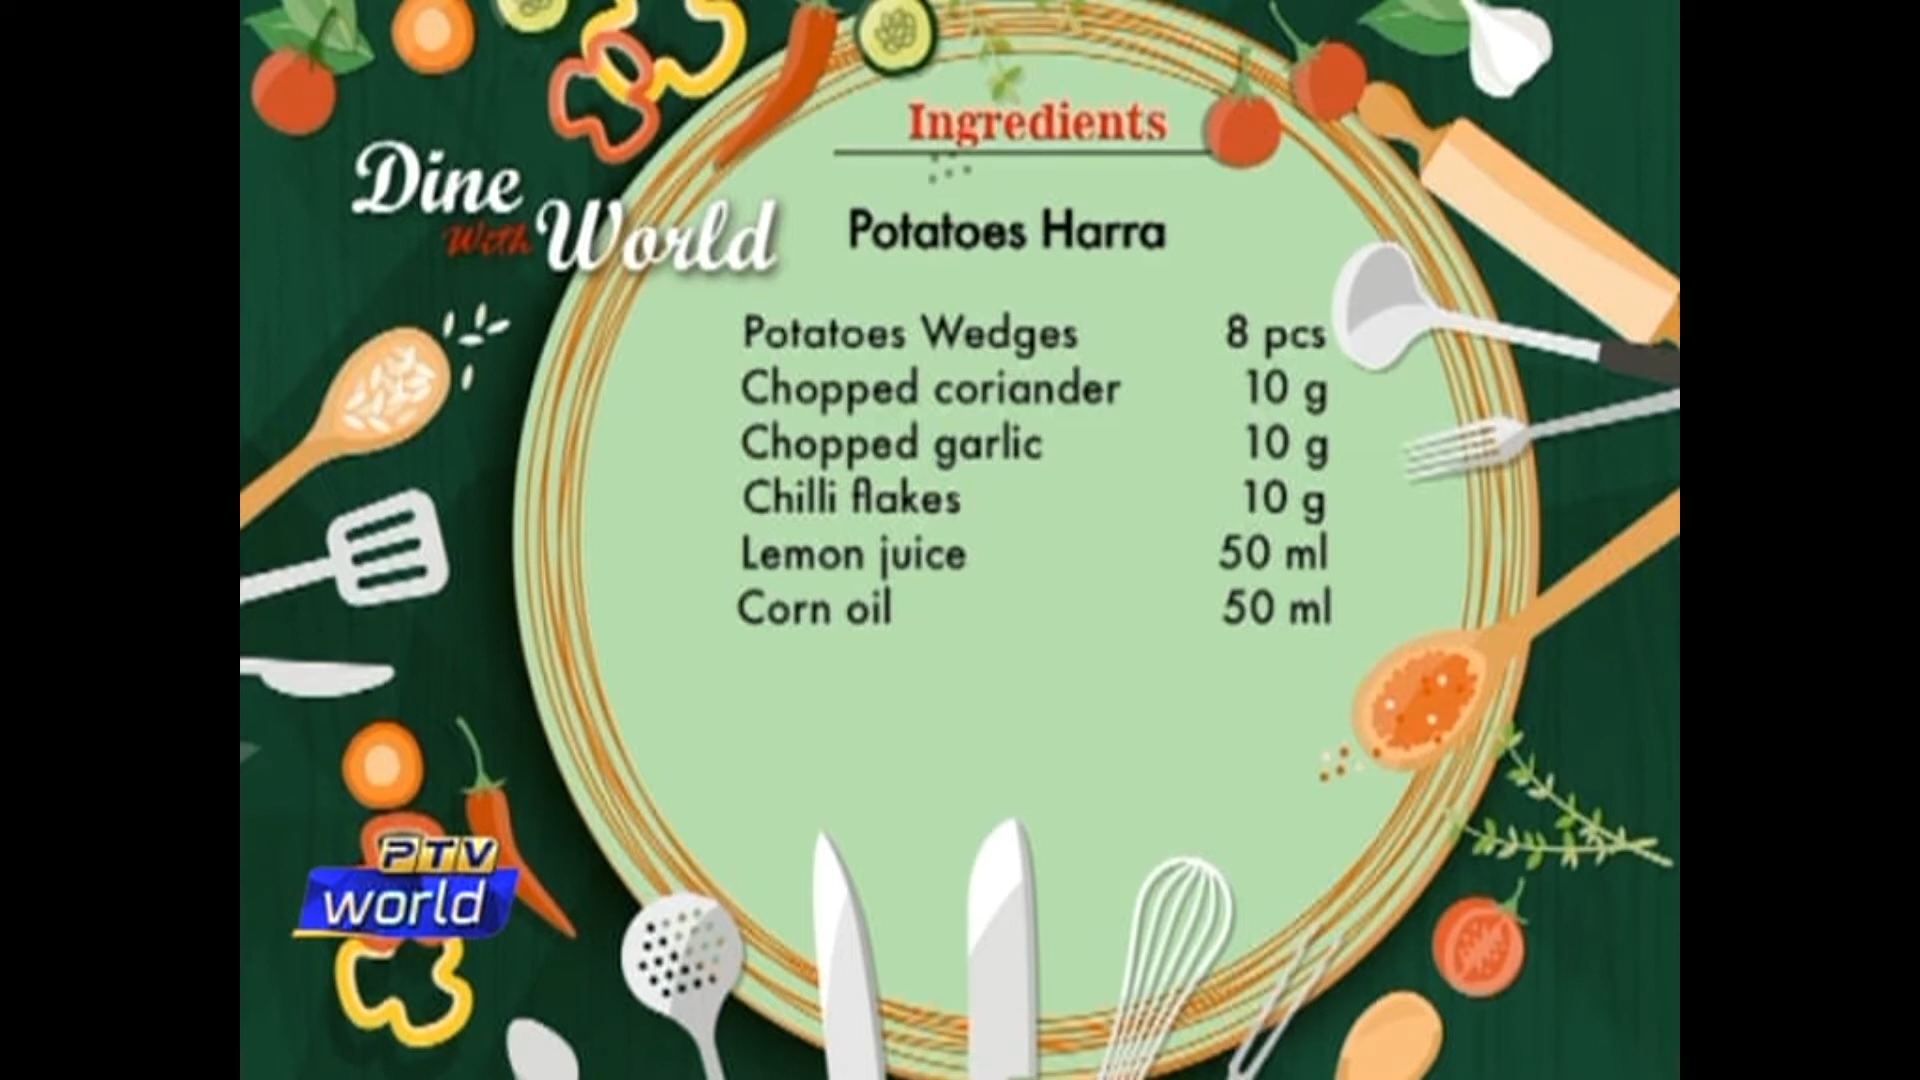 Ingredients
Dine
With World
Potatoes Harra
Potatoes Wedges 8 pcs
Chopped coriander 10 g
Chopped garlic 10 g
Chilli flakes 10 g
Lemon juice 50 ml
Corn oil 50 ml
PTV
world